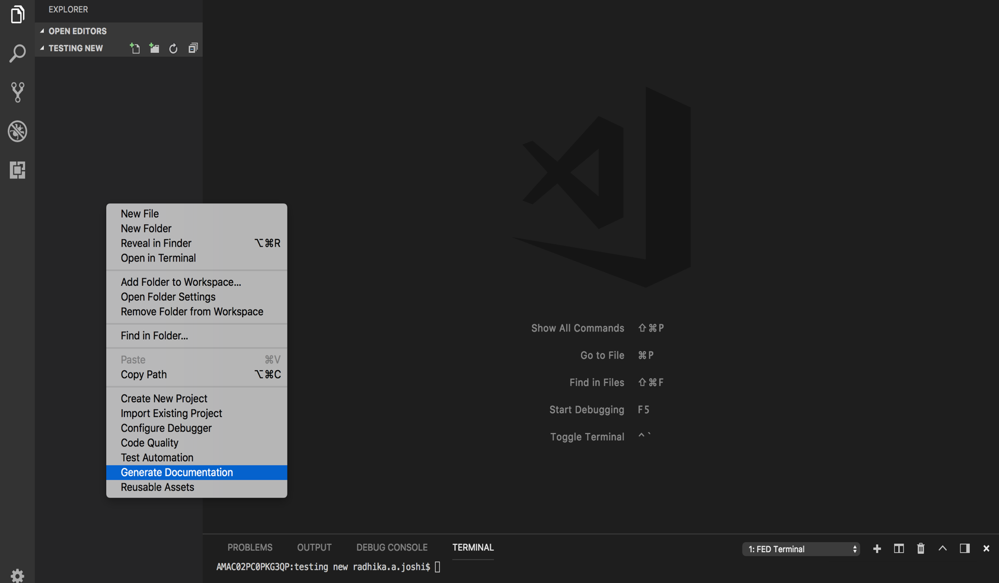 EXPLORER
OPEN EDITORS
TESTING NEW
New File
New Folder
Reveal in Finder ⌥⌘R
Open in Terminal
Add Folder to Workspace...
Open Folder Settings
Remove Folder from Workspace
Find in Folder...
Paste ⌘V
Copy Path ⌥⌘C
Create New Project
Import Existing Project
Configure Debugger
Code Quality
Test Automation
Generate Documentation
Reusable Assets
Show All Commands ⇧⌘P
Go to File ⌘P
Find in Files ⇧⌘F
Start Debugging F5
Toggle Terminal ^`
PROBLEMS OUTPUT DEBUG CONSOLE TERMINAL 1: FED Terminal
AMAC02PC0PKG3QP:testing new radhika.a.joshi$